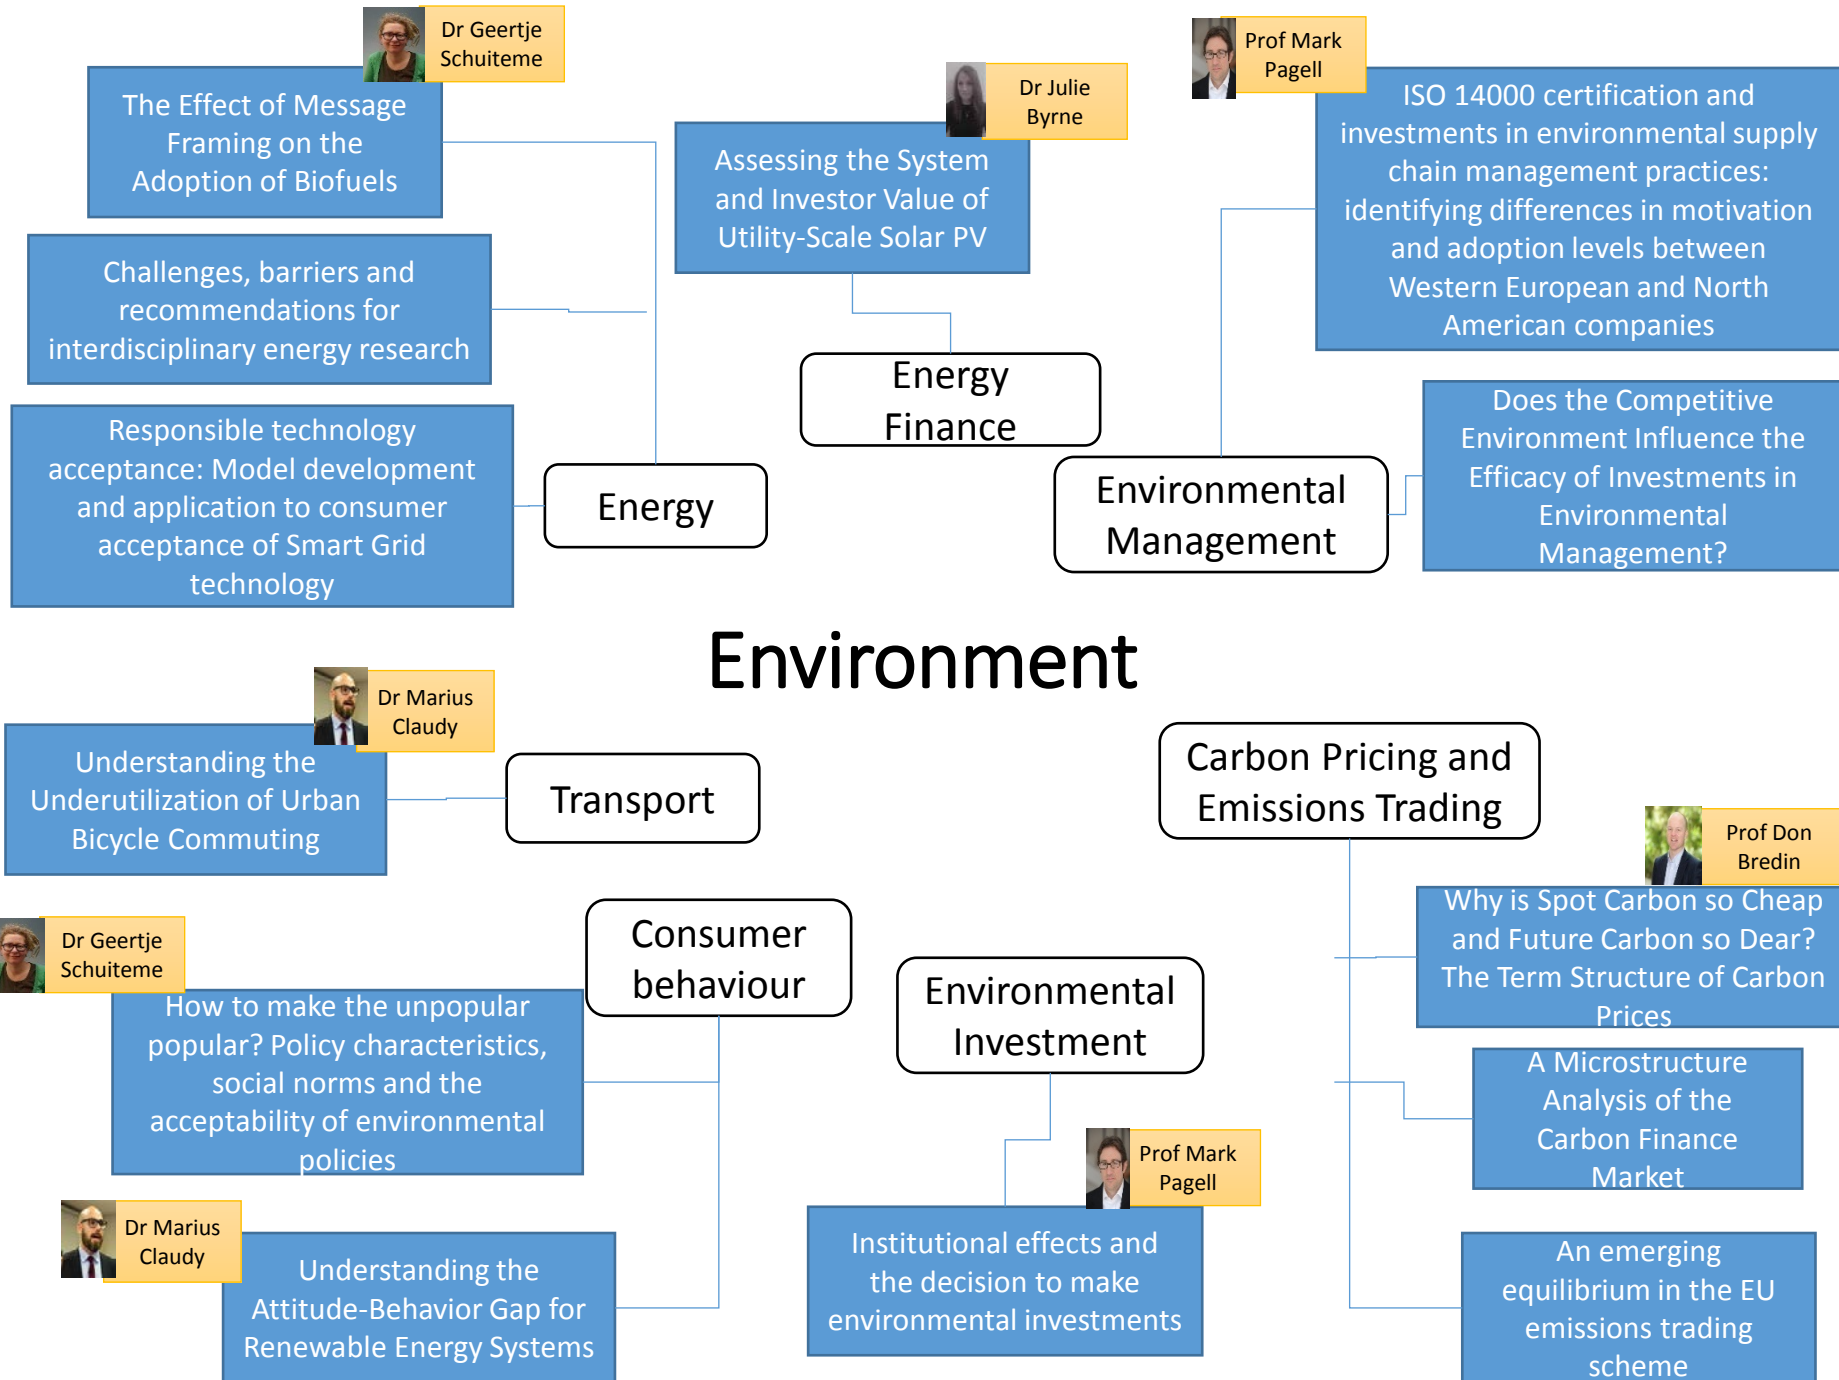 Dr Geertje
Schuiteme
The Effect of Message
Framing on the
Adoption of Biofuels
Challenges, barriers and
recommendations for
interdisciplinary energy research
Responsible technology
acceptance: Model development
and application to consumer
acceptance of Smart Grid
technology
Energy
Dr Julie
Byrne
Assessing the System
and Investor Value of
Utility-Scale Solar PV
Energy
Finance
Prof Mark
Pagell
ISO 14000 certification and
investments in environmental supply
chain management practices:
identifying differences in motivation
and adoption levels between
Western European and North
American companies
Environmental
Management
Does the Competitive
Environment Influence the
Efficacy of Investments in
Environmental
Management?
Environment
Dr Marius
Claudy
Understanding the
Underutilization of Urban
Bicycle Commuting
Transport
Dr Geertje
Schuiteme
Consumer
behaviour
How to make the unpopular
popular? Policy characteristics,
social norms and the
acceptability of environmental
policies
Dr Marius
Claudy
Understanding the
Attitude-Behavior Gap for
Renewable Energy Systems
Environmental
Investment
Prof Mark
Pagell
Institutional effects and
the decision to make
environmental investments
Carbon Pricing and
Emissions Trading
Prof Don
Bredin
Why is Spot Carbon so Cheap
and Future Carbon so Dear?
The Term Structure of Carbon
Prices
A Microstructure
Analysis of the
Carbon Finance
Market
An emerging
equilibrium in the EU
emissions trading
scheme